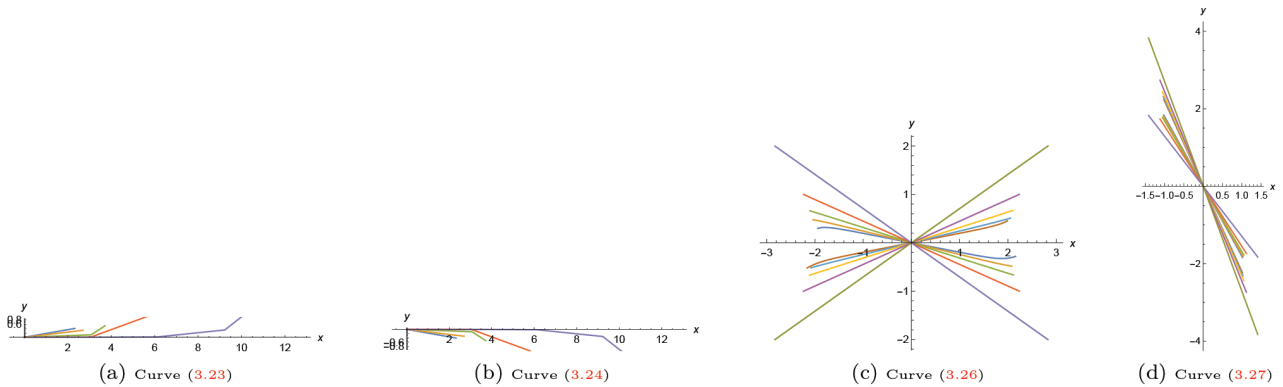 y
0.8
0.6
2 4 6 8 10 12 x
(a) Curve (3.23)
y
2 4 6 8 10 12 x
-0.6
-0.8
(b) Curve (3.24)
y
2
1
-3 -2 -1 1 2 3 x
-1
-2
(c) Curve (3.26)
y
4
2
-1.5 -1.0 -0.5 0.5 1.0 1.5 x
-2
-4
(d) Curve (3.27)